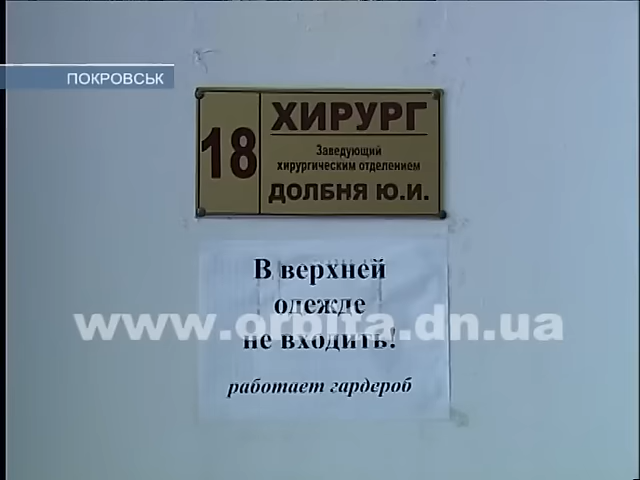 ПОКРОВСЬК
18
ХИРУРГ
Заведующий
хирургическим отделением
ДОЛБНЯ Ю.И.
В верхней
одежде
www.orbita.dn.ua
не входить!
работает гардероб